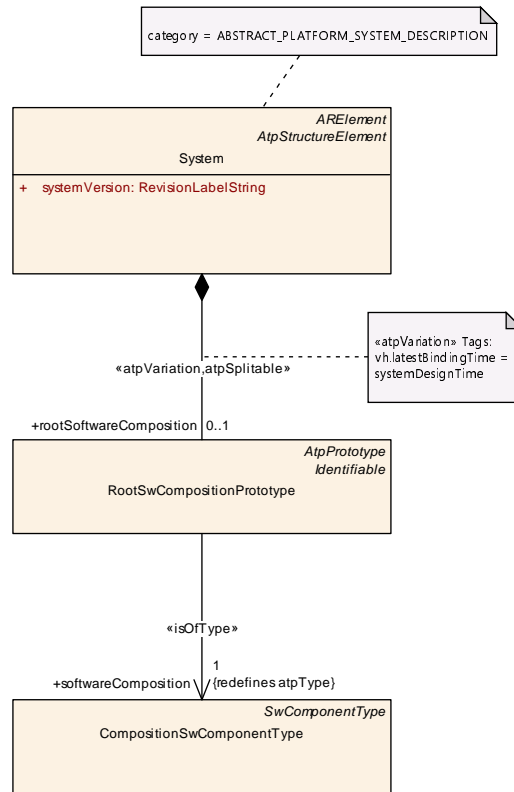 category = ABSTRACT_PLATFORM_SYSTEM_DESCRIPTION
ARElement
AtpStructureElement
System
+ systemVersion: RevisionLabelString
«atpVariation» Tags:
vh.latestBindingTime =
systemDesignTime
«atpVariation,atpSplitable»
+rootSoftwareComposition 0..1
AtpPrototype
Identifiable
RootSwCompositionPrototype
«isOfType»
1
+softwareComposition {redefines atpType}
SwComponentType
CompositionSwComponentType